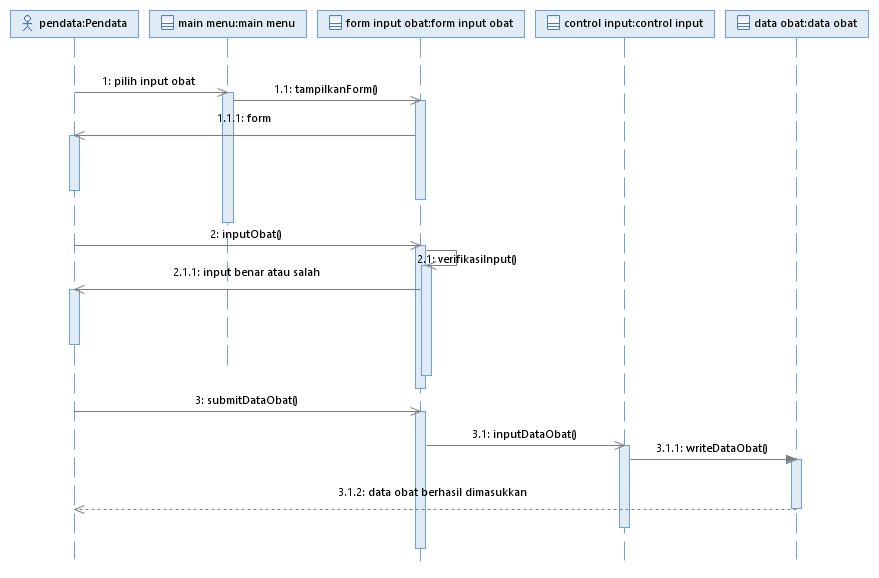 pendata:Pendata
main menu:main menu
form input obat:form input obat
control input:control input
data obat:data obat
1: pilih input obat
1.1: tampilkanForm()
1.1.1: form
2: inputObat()
2.1: verifikasiInput()
2.1.1: input benar atau salah
3: submitDataObat()
3.1: inputDataObat()
3.1.1: writeDataObat()
3.1.2: data obat berhasil dimasukkan